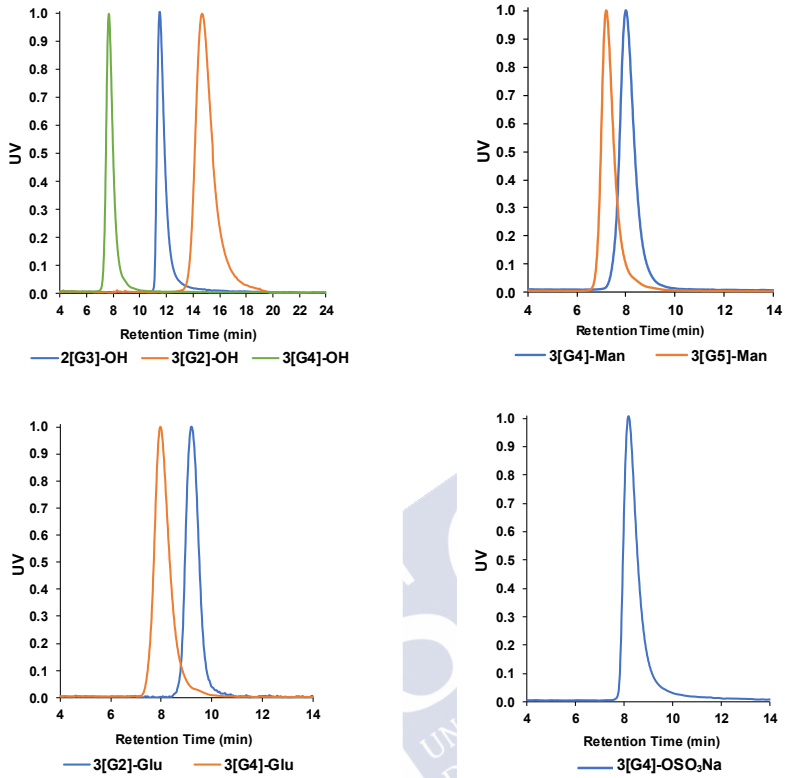 UV
1.0
0.9
0.8
0.7
0.6
0.5
0.4
0.3
0.2
0.1
0.0
4 6 8 10 12 14 16 18 20 22 24
Retention Time (min)
2[G3]-OH 3[G2]-OH 3[G4]-OH
UV
1.0
0.9
0.8
0.7
0.6
0.5
0.4
0.3
0.2
0.1
0.0
4 6 8 10 12 14
Retention Time (min)
3[G4]-Man 3[G5]-Man
UV
1.0
0.9
0.8
0.7
0.6
0.5
0.4
0.3
0.2
0.1
0.0
4 6 8 10 12 14
Retention Time (min)
3[G2]-Glu 3[G4]-Glu
UV
1.0
0.9
0.8
0.7
0.6
0.5
0.4
0.3
0.2
0.1
0.0
4 6 8 10 12 14
Retention Time (min)
3[G4]-OSO₃Na